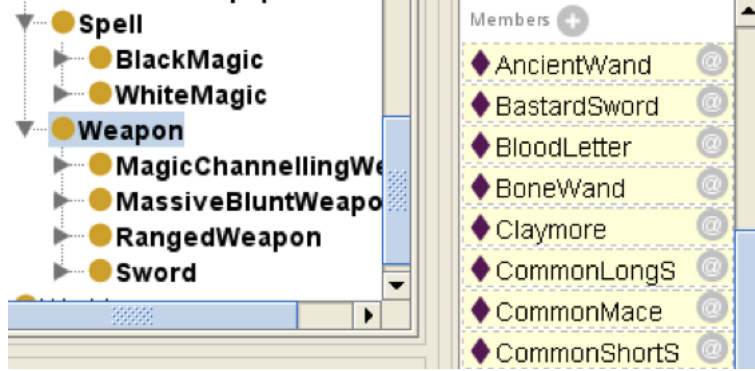 Spell
BlackMagic
WhiteMagic
Weapon
MagicChannellingWe
MassiveBluntWeapo
RangedWeapon
Sword
Members
AncientWand @
BastardSword @
BloodLetter @
BoneWand @
Claymore @
CommonLongS @
CommonMace @
CommonShortS @